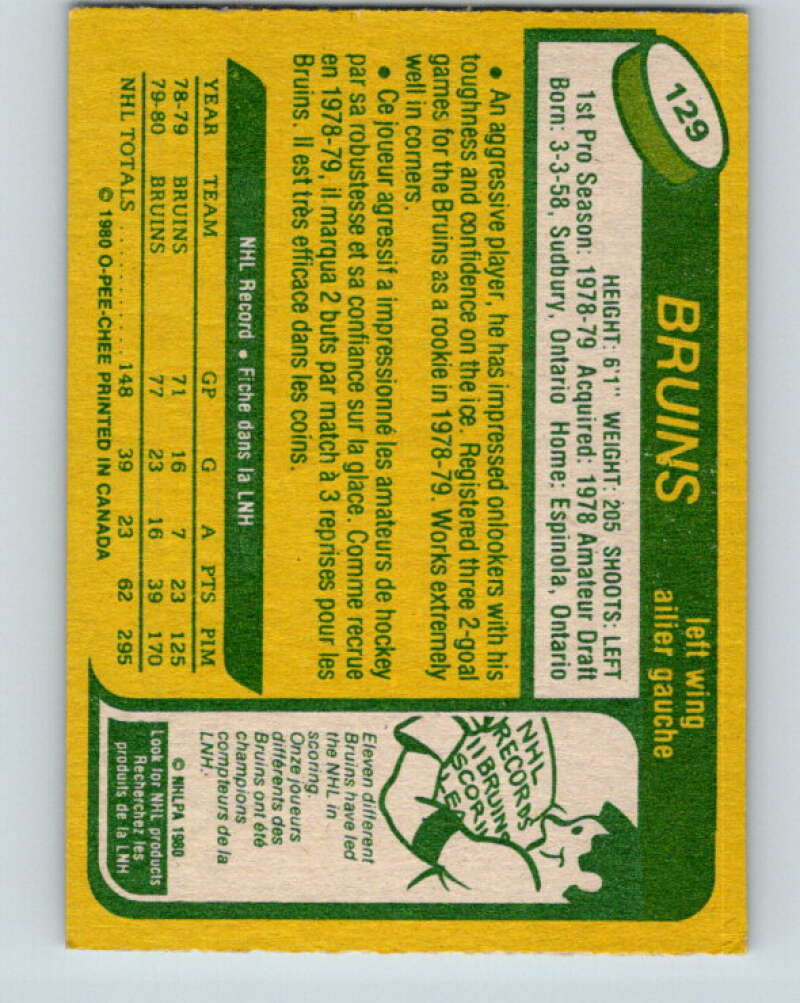 129
BRUINS
left wing
ailier gauche
HEIGHT: 6'1" WEIGHT: 205 SHOOTS: LEFT
1st Pro Season: 1978-79 Acquired: 1978 Amateur Draft
Born: 3-3-58, Sudbury, Ontario Home: Espinola, Ontario
• An aggressive player, he has impressed onlookers with his
toughness and confidence on the ice. Registered three 2-goal
games for the Bruins as a rookie in 1978-79. Works extremely
well in corners.
• Ce joueur agressif a impressionné les amateurs de hockey
par sa robustesse et sa confiance sur la glace. Comme recrue
en 1978-79, il marqua 2 buts par match à 3 reprises pour les
Bruins. Il est très efficace dans les coins.
NHL Record • Fiche dans la LNH
YEAR TEAM GP G A PTS PIM
78-79 BRUINS 71 16 7 23 125
79-80 BRUINS 77 23 16 39 170
NHL TOTALS ............ 148 39 23 62 295
© 1980 O-PEE-CHEE PRINTED IN CANADA
NHL
RECORDS
11 BRUINS
SCORIN
LE
Eleven different
Bruins have led
the NHL in
scoring.
Onze joueurs
différents des
Bruins ont été
champions
compteurs de la
LNH.
© NHLPA 1980
Look for NHL products
Recherchez les
produits de la LNH